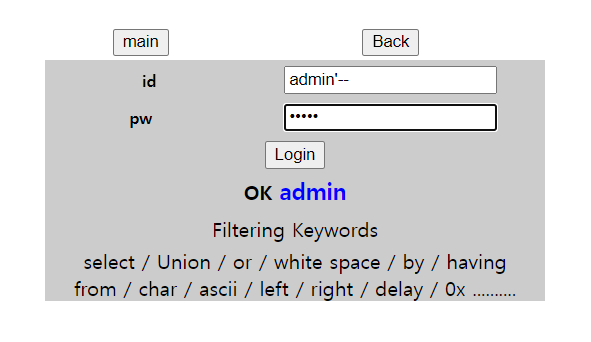 main Back
id admin'--
pw •••••
Login
OK admin
Filtering Keywords
select / Union / or / white space / by / having
from / char / ascii / left / right / delay / 0x ..........